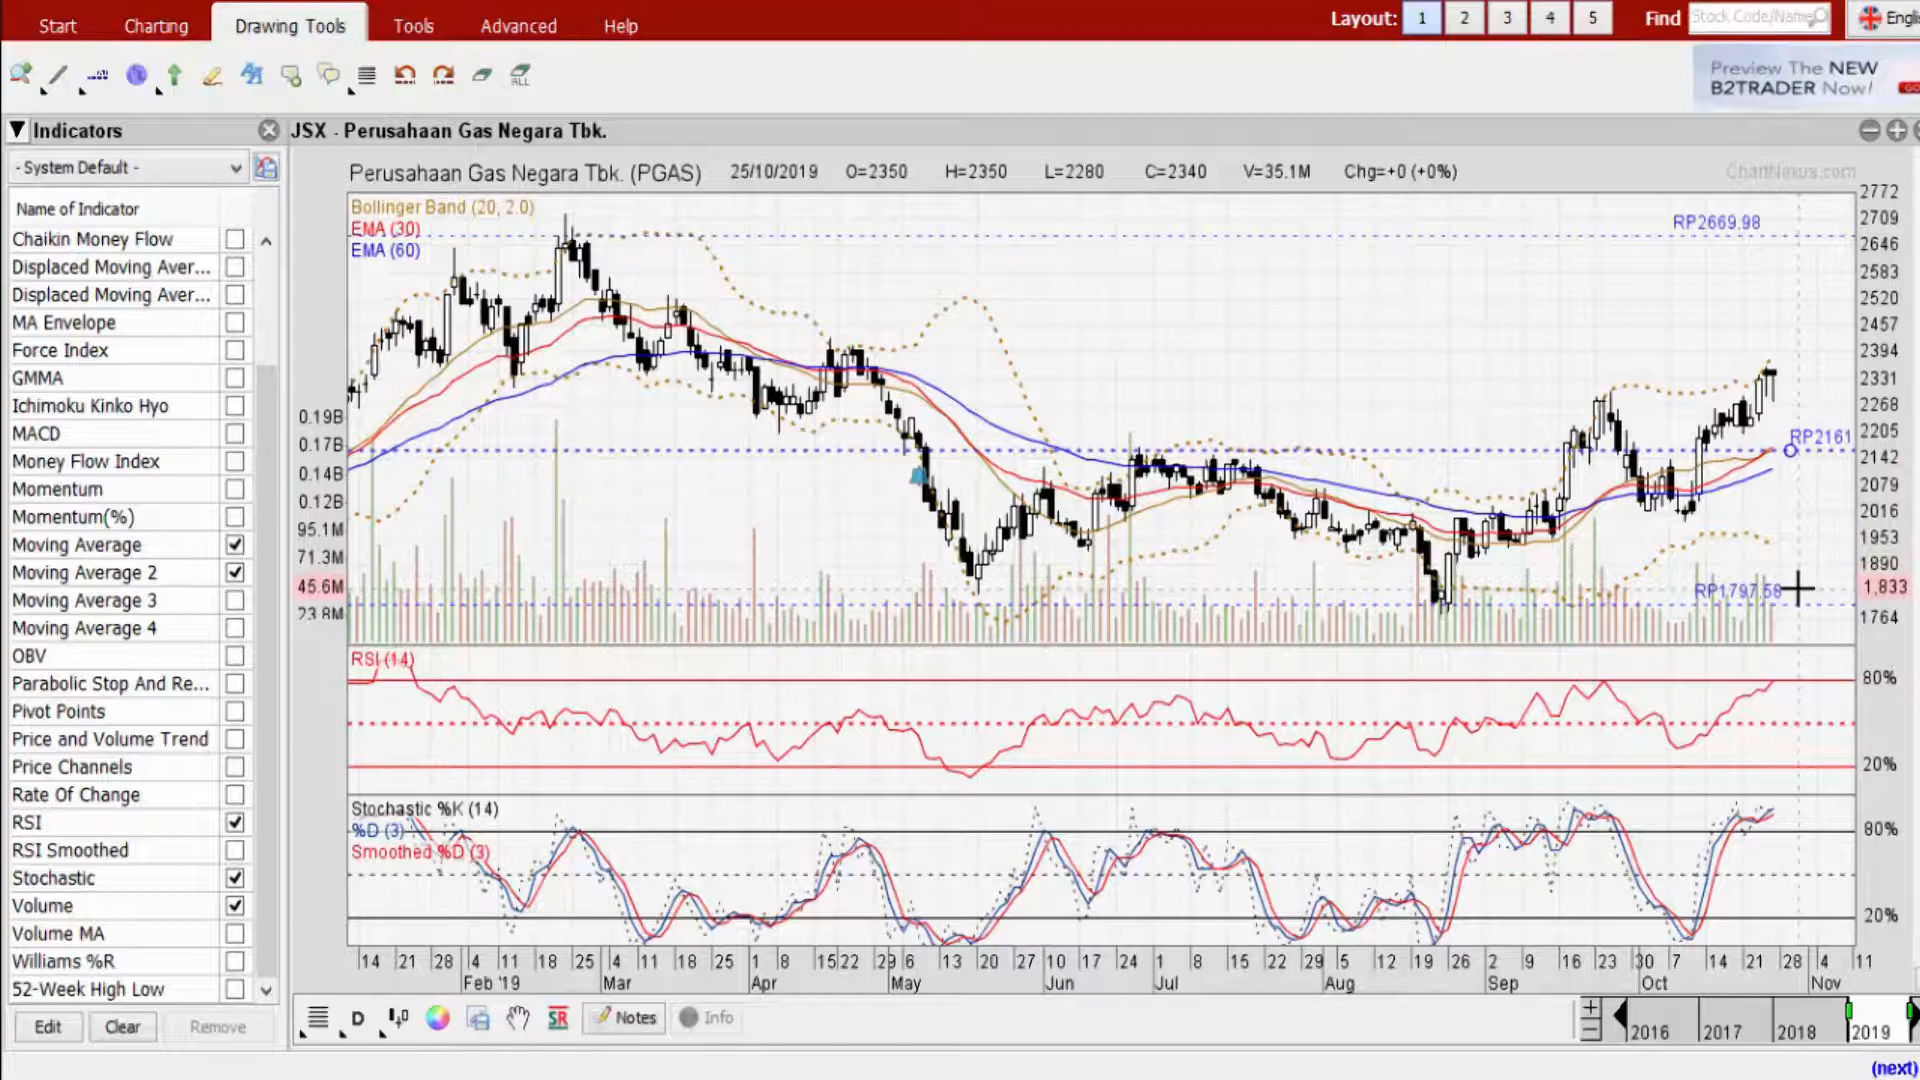 Start Charting Drawing Tools Tools Advanced Help Layout: 1 2 3 4 5 Find Stock Code/Name
Preview The NEW
B2TRADER Now!
ALL
Indicators
JSX - Perusahaan Gas Negara Tbk.
- System Default -
Name of Indicator
Chaikin Money Flow
Displaced Moving Aver...
Displaced Moving Aver...
MA Envelope
Force Index
GMMA
Ichimoku Kinko Hyo
MACD
Money Flow Index
Momentum
Momentum(%)
Moving Average
Moving Average 2
Moving Average 3
Moving Average 4
OBV
Parabolic Stop And Re...
Pivot Points
Price and Volume Trend
Price Channels
Rate Of Change
RSI
RSI Smoothed
Stochastic
Volume
Volume MA
Williams %R
52-Week High Low
Edit Clear Remove
Perusahaan Gas Negara Tbk. (PGAS) 25/10/2019 O=2350 H=2350 L=2280 C=2340 V=35.1M Chg=+0 (+0%)
ChartNexus.com
Bollinger Band (20, 2.0)
EMA (30)
EMA (60)
RP2669.98
RP2161
RP1797.58
0.19B
0.17B
0.14B
0.12B
95.1M
71.3M
45.6M
23.8M
2772
2709
2646
2583
2520
2457
2394
2331
2268
2205
2142
2079
2016
1953
1890
1,833
1764
RSI (14)
80%
20%
Stochastic %K (14)
%D (3)
Smoothed %D (3)
80%
20%
14 21 28 4 11 18 25 4 11 18 25 1 8 15 22 29 6 13 20 27 10 17 24 1 8 15 22 29 5 12 19 26 2 9 16 23 30 7 14 21 28 4 11
Feb '19 Mar Apr May Jun Jul Aug Sep Oct Nov
D SR Notes Info
2016 2017 2018 2019
(next)